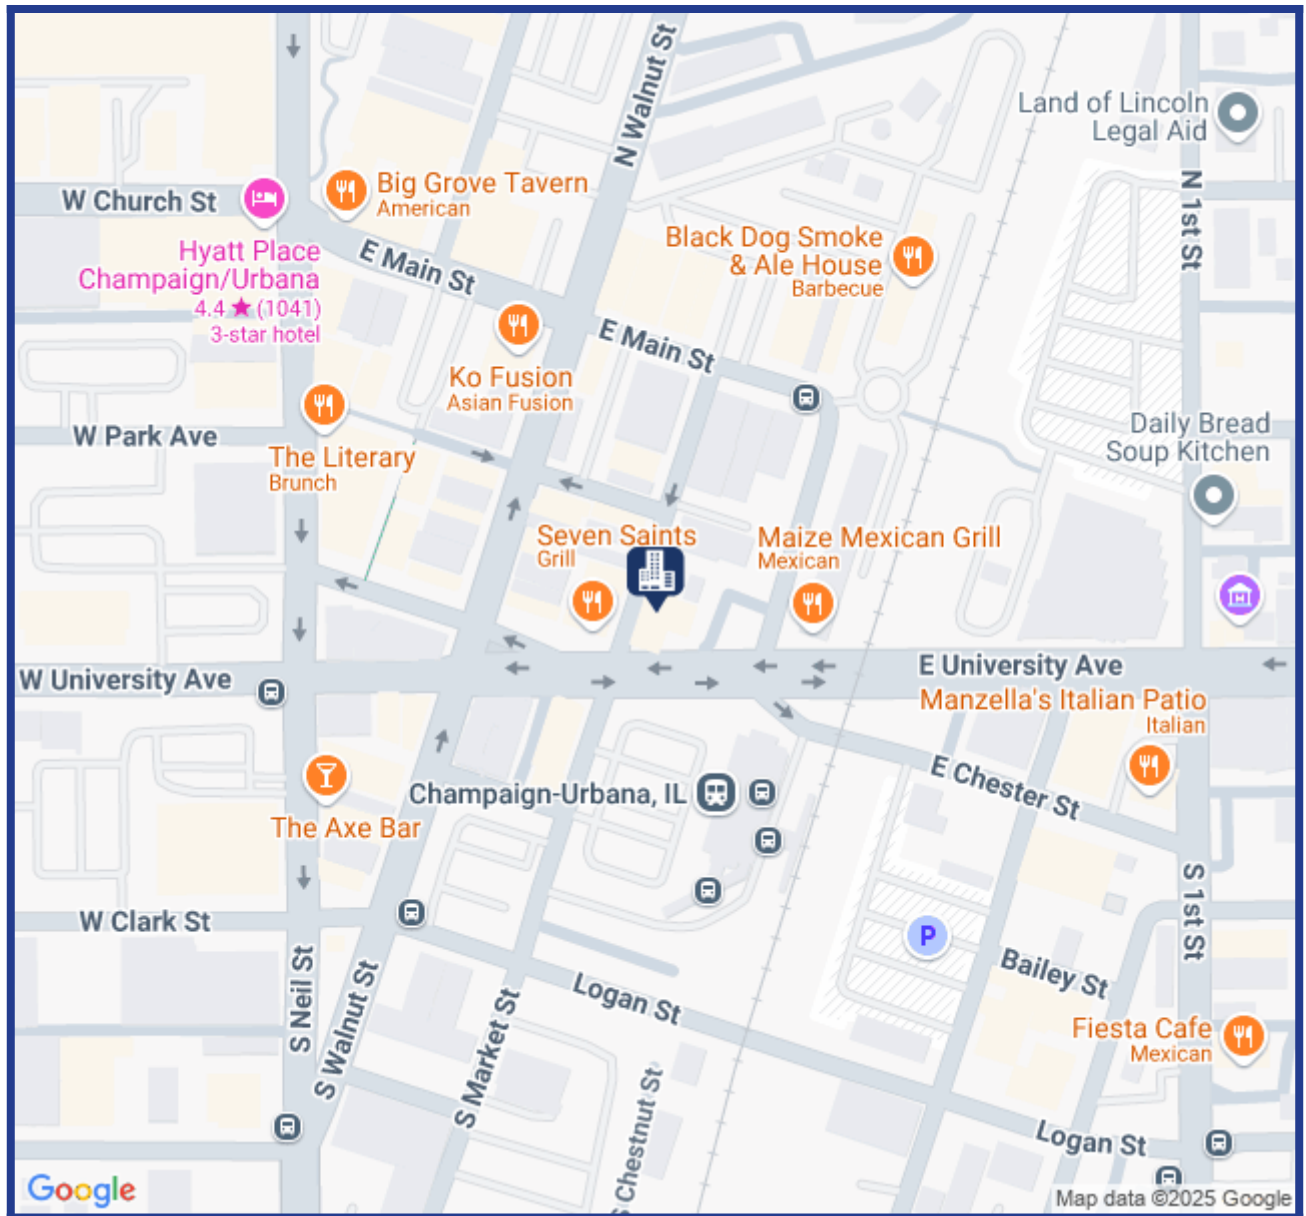 N Walnut St
Land of Lincoln
Legal Aid
W Church St
Big Grove Tavern
American
N 1st St
Hyatt Place
Champaign/Urbana
4.4★(1041)
3-star hotel
E Main St
Black Dog Smoke
& Ale House
Barbecue
E Main St
Ko Fusion
Asian Fusion
W Park Ave
The Literary
Brunch
Daily Bread
Soup Kitchen
Seven Saints
Grill
Maize Mexican Grill
Mexican
W University Ave
E University Ave
Manzella's Italian Patio
Italian
E Chester St
Champaign-Urbana, IL
The Axe Bar
W Clark St
S Neil St
S Walnut St
S Market St
Logan St
P
Bailey St
S 1st St
Fiesta Cafe
Mexican
S Chestnut St
Logan St
Google
Map data ©2025 Google